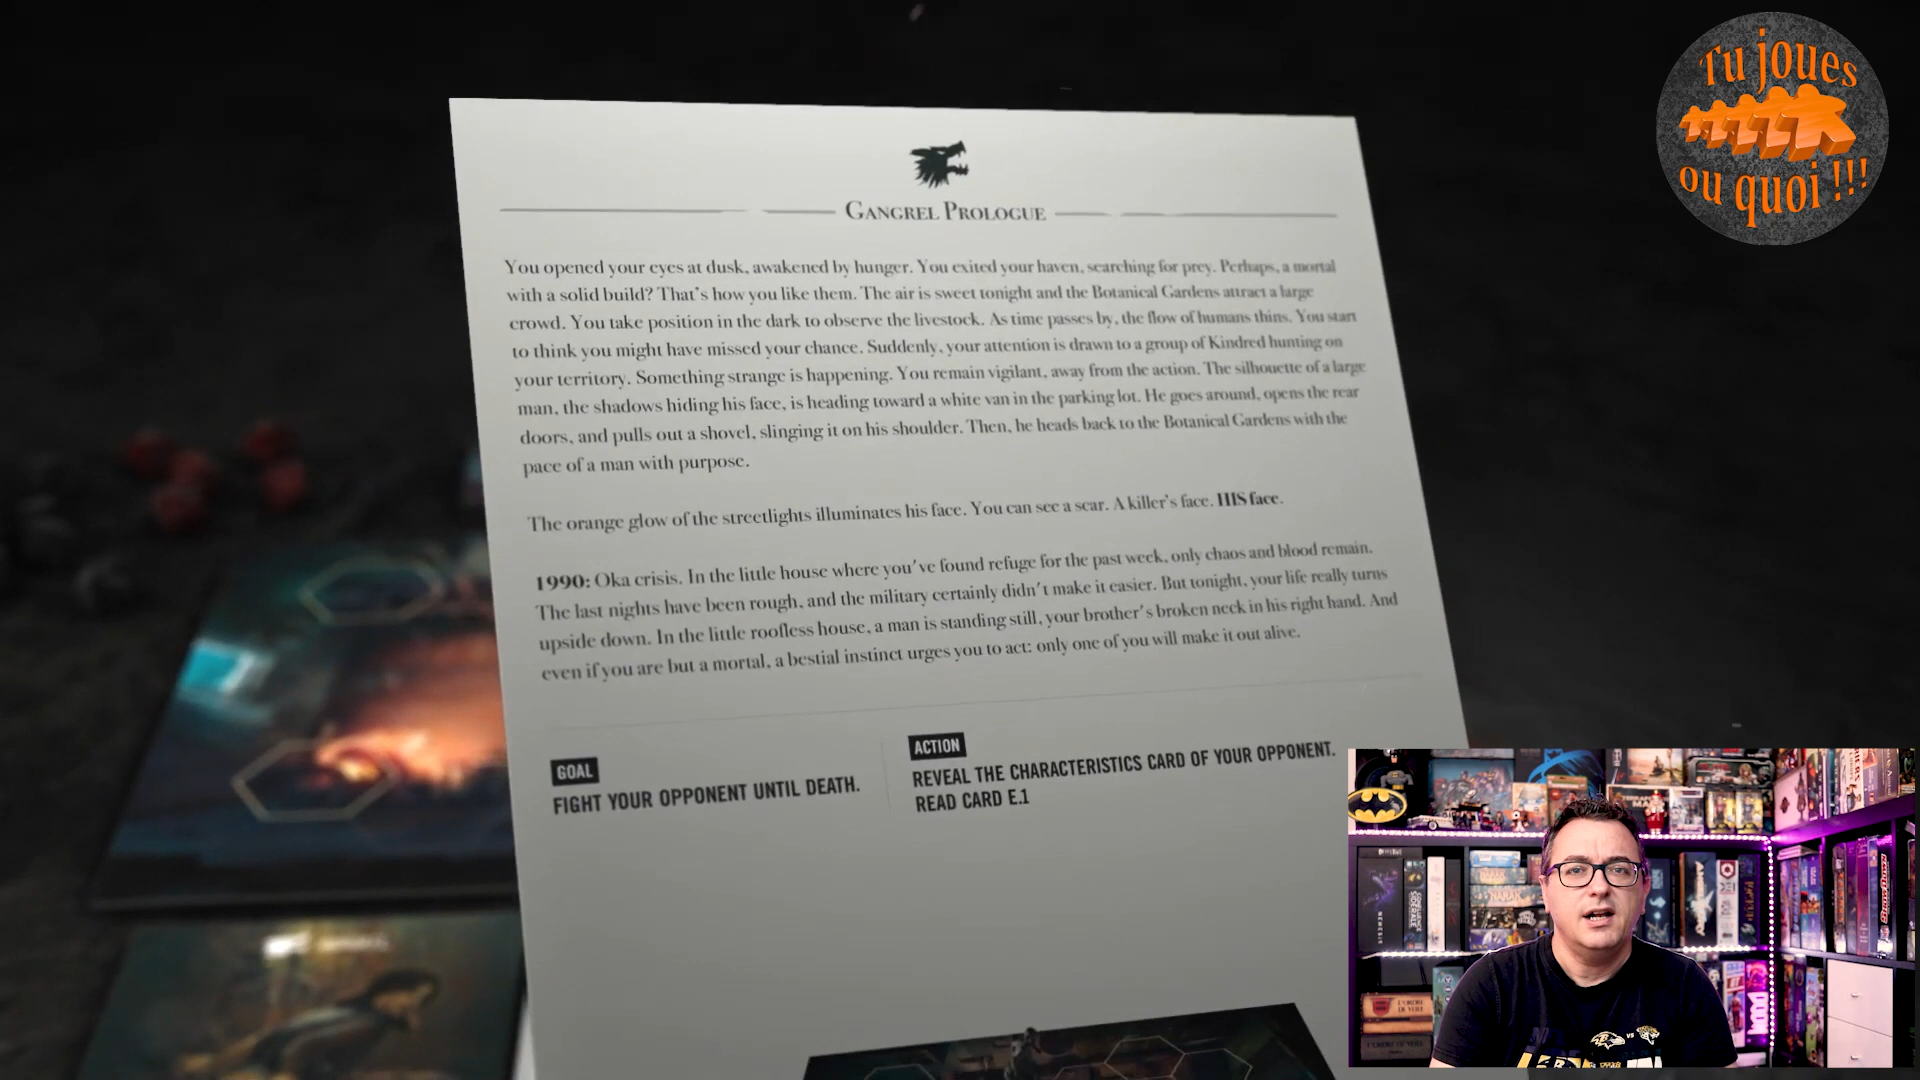 Tu joues
ou quoi !!!
GANGREL PROLOGUE
You opened your eyes at dusk, awakened by hunger. You exited your haven, searching for prey. Perhaps, a mortal
with a solid build? That's how you like them. The air is sweet tonight and the Botanical Gardens attract a large
crowd. You take position in the dark to observe the livestock. As time passes by, the flow of humans thins. You start
to think you might have missed your chance. Suddenly, your attention is drawn to a group of Kindred hunting on
your territory. Something strange is happening. You remain vigilant, away from the action. The silhouette of a large
man, the shadows hiding his face, is heading toward a white van in the parking lot. He goes around, opens the rear
doors, and pulls out a shovel, slinging it on his shoulder. Then, he heads back to the Botanical Gardens with the
pace of a man with purpose.
The orange glow of the streetlights illuminates his face. You can see a scar. A killer's face. HIS face.
1990: Oka crisis. In the little house where you've found refuge for the past week, only chaos and blood remain.
The last nights have been rough, and the military certainly didn't make it easier. But tonight, your life really turns
upside down. In the little roofless house, a man is standing still, your brother's broken neck in his right hand. And
even if you are but a mortal, a bestial instinct urges you to act: only one of you will make it out alive.
GOAL
FIGHT YOUR OPPONENT UNTIL DEATH.
ACTION
REVEAL THE CHARACTERISTICS CARD OF YOUR OPPONENT.
READ CARD E.1